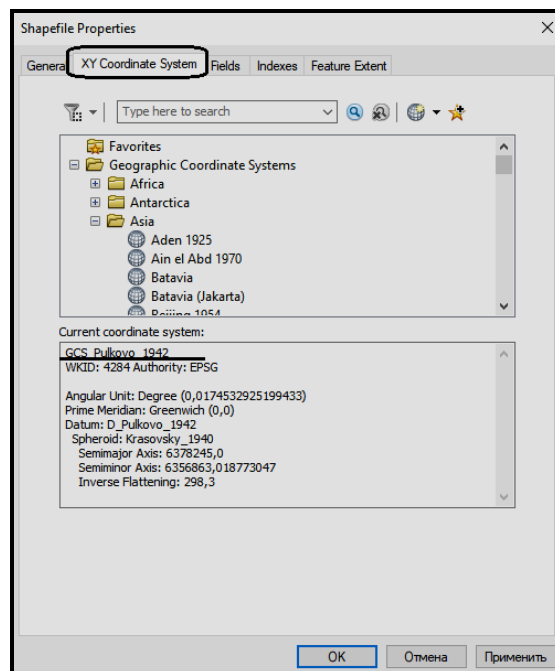 Shapefile Properties
General XY Coordinate System Fields Indexes Feature Extent
Type here to search
Favorites
Geographic Coordinate Systems
Africa
Antarctica
Asia
Aden 1925
Ain el Abd 1970
Batavia
Batavia (Jakarta)
Beijing 1954
Current coordinate system:
GCS_Pulkovo_1942
WKID: 4284 Authority: EPSG
Angular Unit: Degree (0,0174532925199433)
Prime Meridian: Greenwich (0,0)
Datum: D_Pulkovo_1942
Spheroid: Krasovsky_1940
Semimajor Axis: 6378245,0
Semiminor Axis: 6356863,018773047
Inverse Flattening: 298,3
OK Отмена Применить